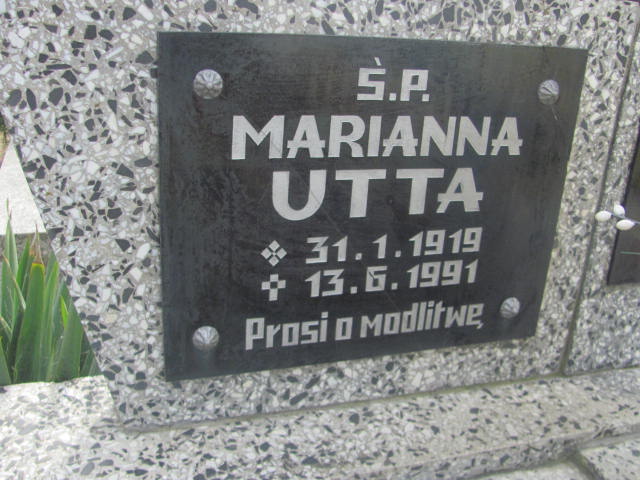 Ś.P.
MARIANNA
UTTA
31.1.1919
13.6.1991
Prosi o modlitwę